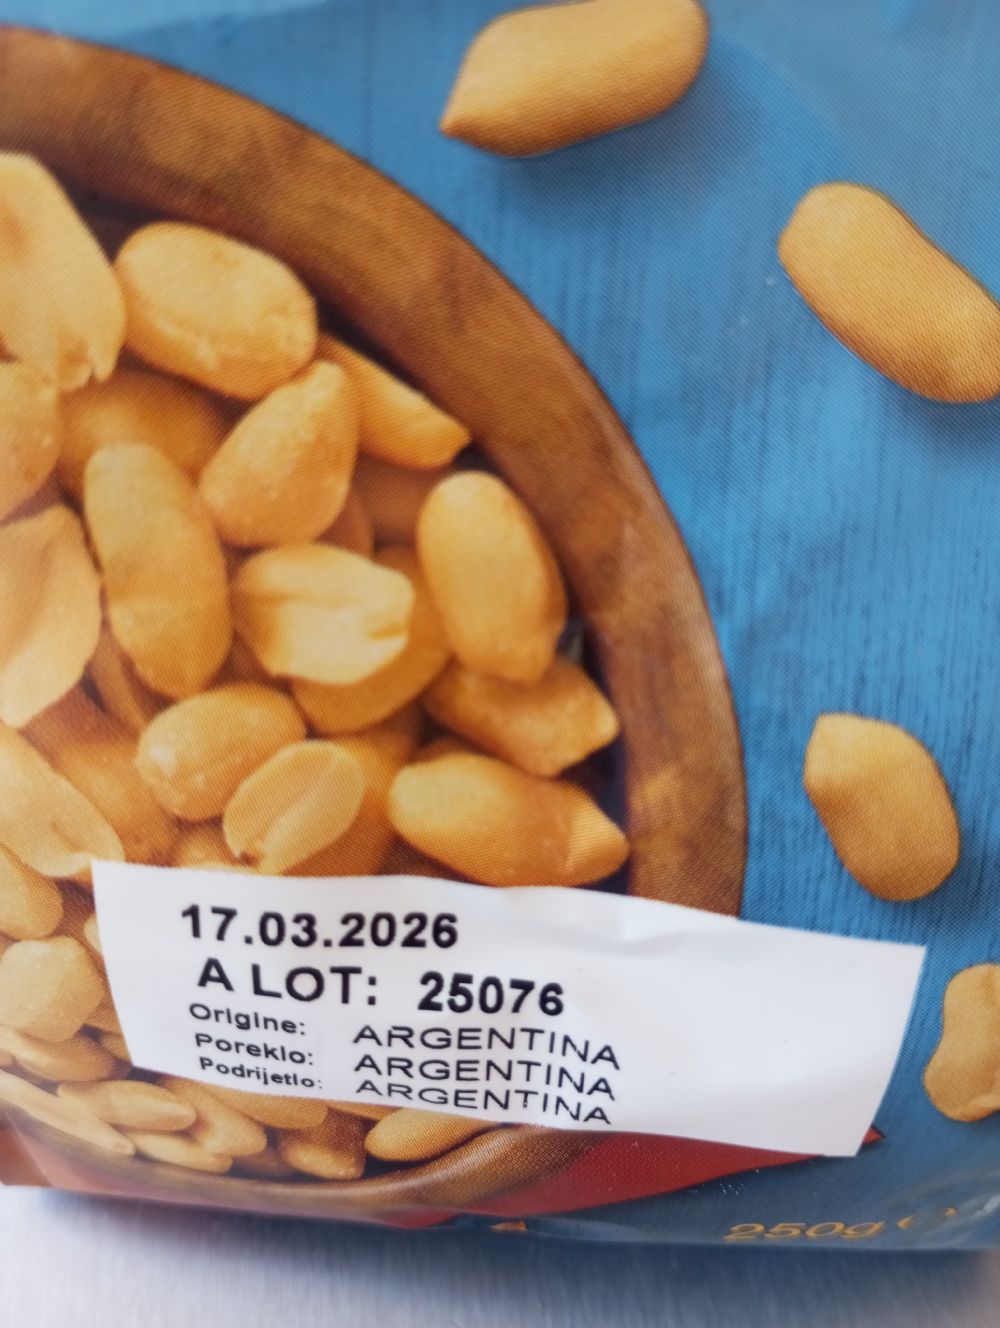 17.03.2026
A LOT: 25076
Origine: ARGENTINA
Poreklo: ARGENTINA
Podrijetlo: ARGENTINA
250g